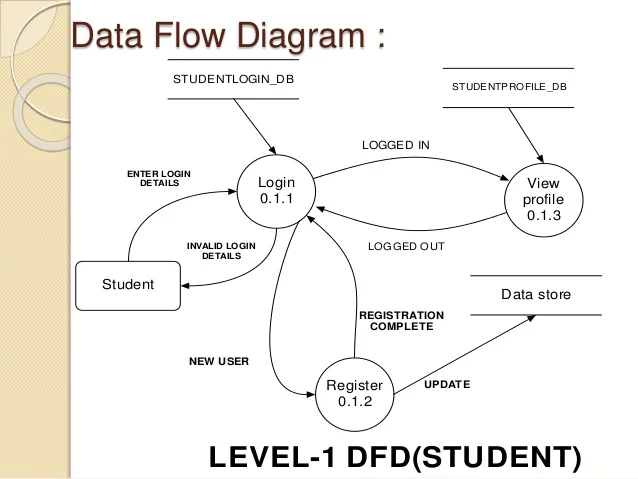 Data Flow Diagram :
STUDENTLOGIN_DB
STUDENTPROFILE_DB
LOGGED IN
ENTER LOGIN
DETAILS
Login
0.1.1
View
profile
0.1.3
INVALID LOGIN
DETAILS
LOGGED OUT
Student
Data store
REGISTRATION
COMPLETE
NEW USER
Register
0.1.2
UPDATE
LEVEL-1 DFD(STUDENT)